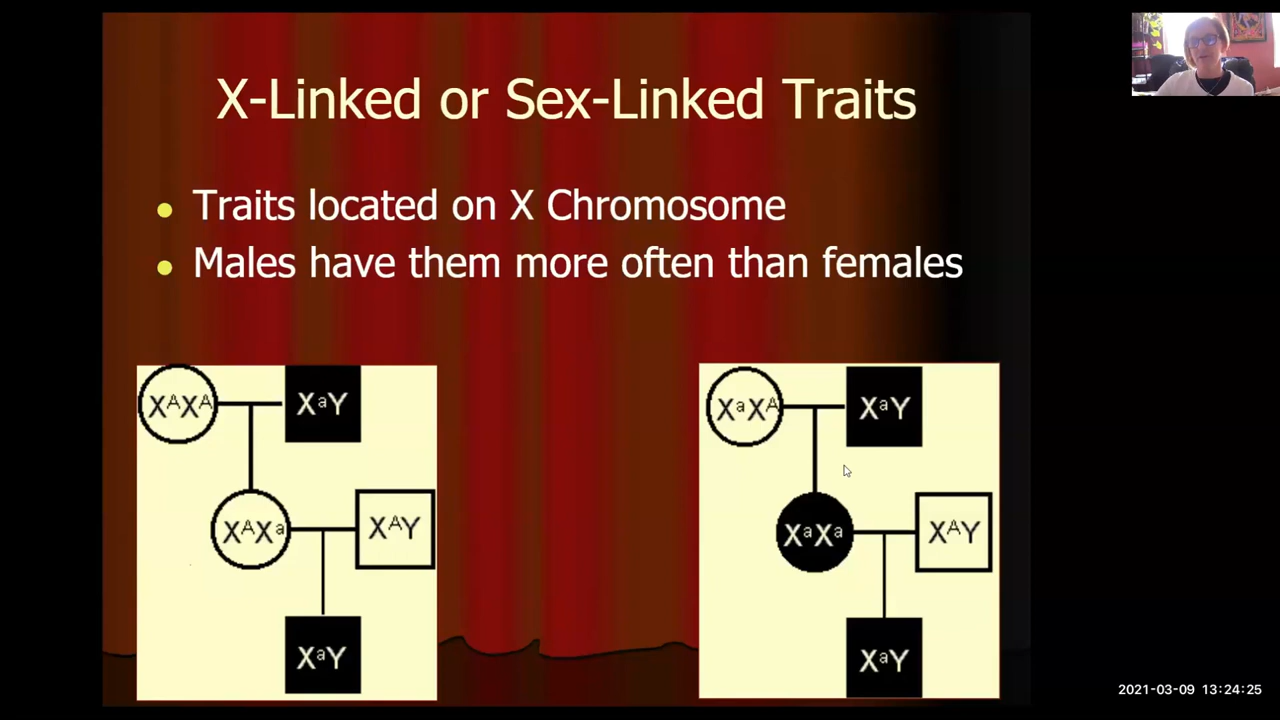 X-Linked or Sex-Linked Traits
• Traits located on X Chromosome
• Males have them more often than females
XᴬXᴬ XᵃY
XᴬXᵃ XᴬY
XᵃY
XᵃXᴬ XᵃY
XᵃXᵃ XᴬY
XᵃY
2021-03-09 13:24:25